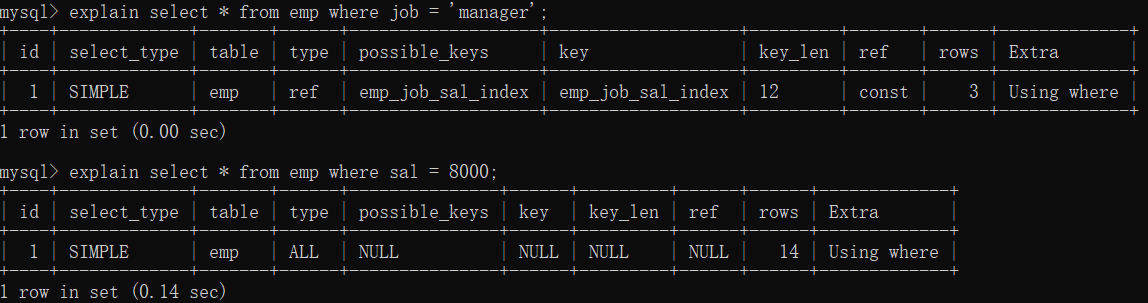 mysql> explain select * from emp where job = 'manager';
+----+-------------+-------+------+-------------------+-------------------+---------+-------+------+-------------+
| id | select_type | table | type | possible_keys     | key               | key_len | ref   | rows | Extra       |
+----+-------------+-------+------+-------------------+-------------------+---------+-------+------+-------------+
| 1 | SIMPLE      | emp   | ref  | emp_job_sal_index | emp_job_sal_index | 12      | const |    3 | Using where |
+----+-------------+-------+------+-------------------+-------------------+---------+-------+------+-------------+
1 row in set (0.00 sec)
mysql> explain select * from emp where sal = 8000;
+----+-------------+-------+------+---------------+------+---------+------+------+-------------+
| id | select_type | table | type | possible_keys | key  | key_len | ref  | rows | Extra       |
+----+-------------+-------+------+---------------+------+---------+------+------+-------------+
| 1 | SIMPLE      | emp   | ALL  | NULL          | NULL | NULL    | NULL |   14 | Using where |
+----+-------------+-------+------+---------------+------+---------+------+------+-------------+
1 row in set (0.14 sec)